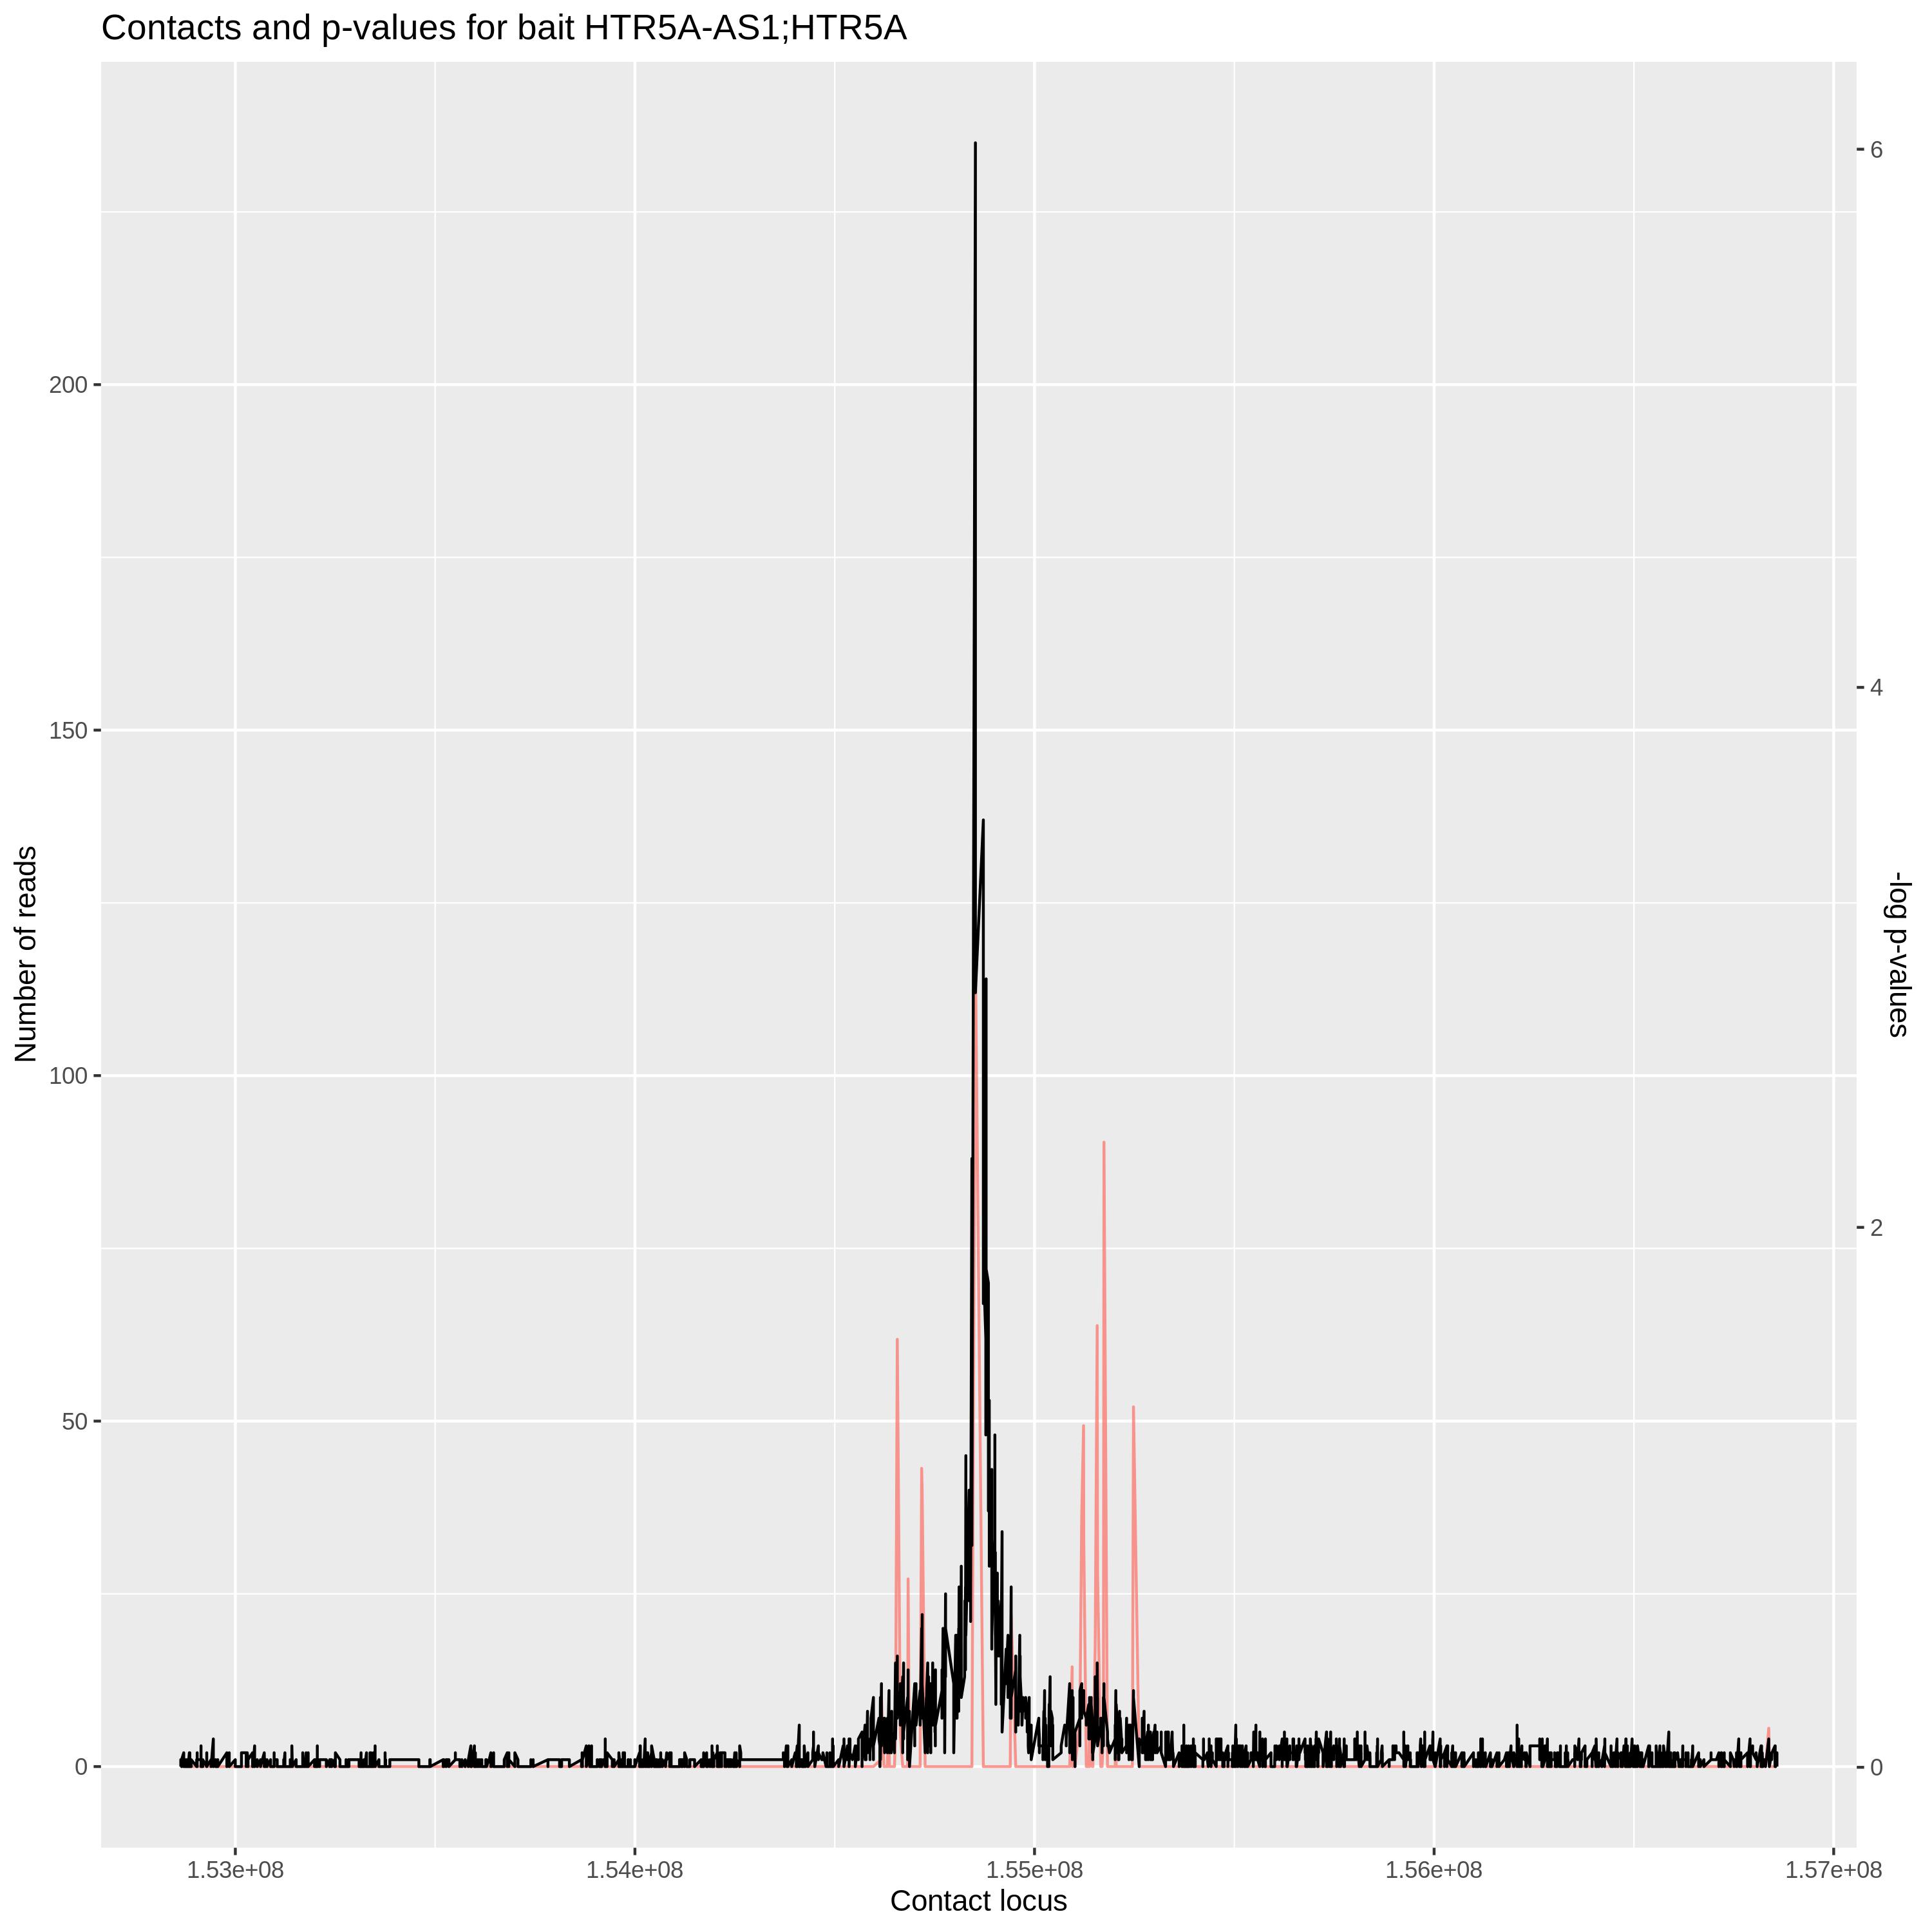 Contacts and p-values for bait HTR5A-AS1;HTR5A
Number of reads
200
150
100
50
0
6
4
2
0
-log p-values
1.53e+08
1.54e+08
1.55e+08
1.56e+08
1.57e+08
Contact locus